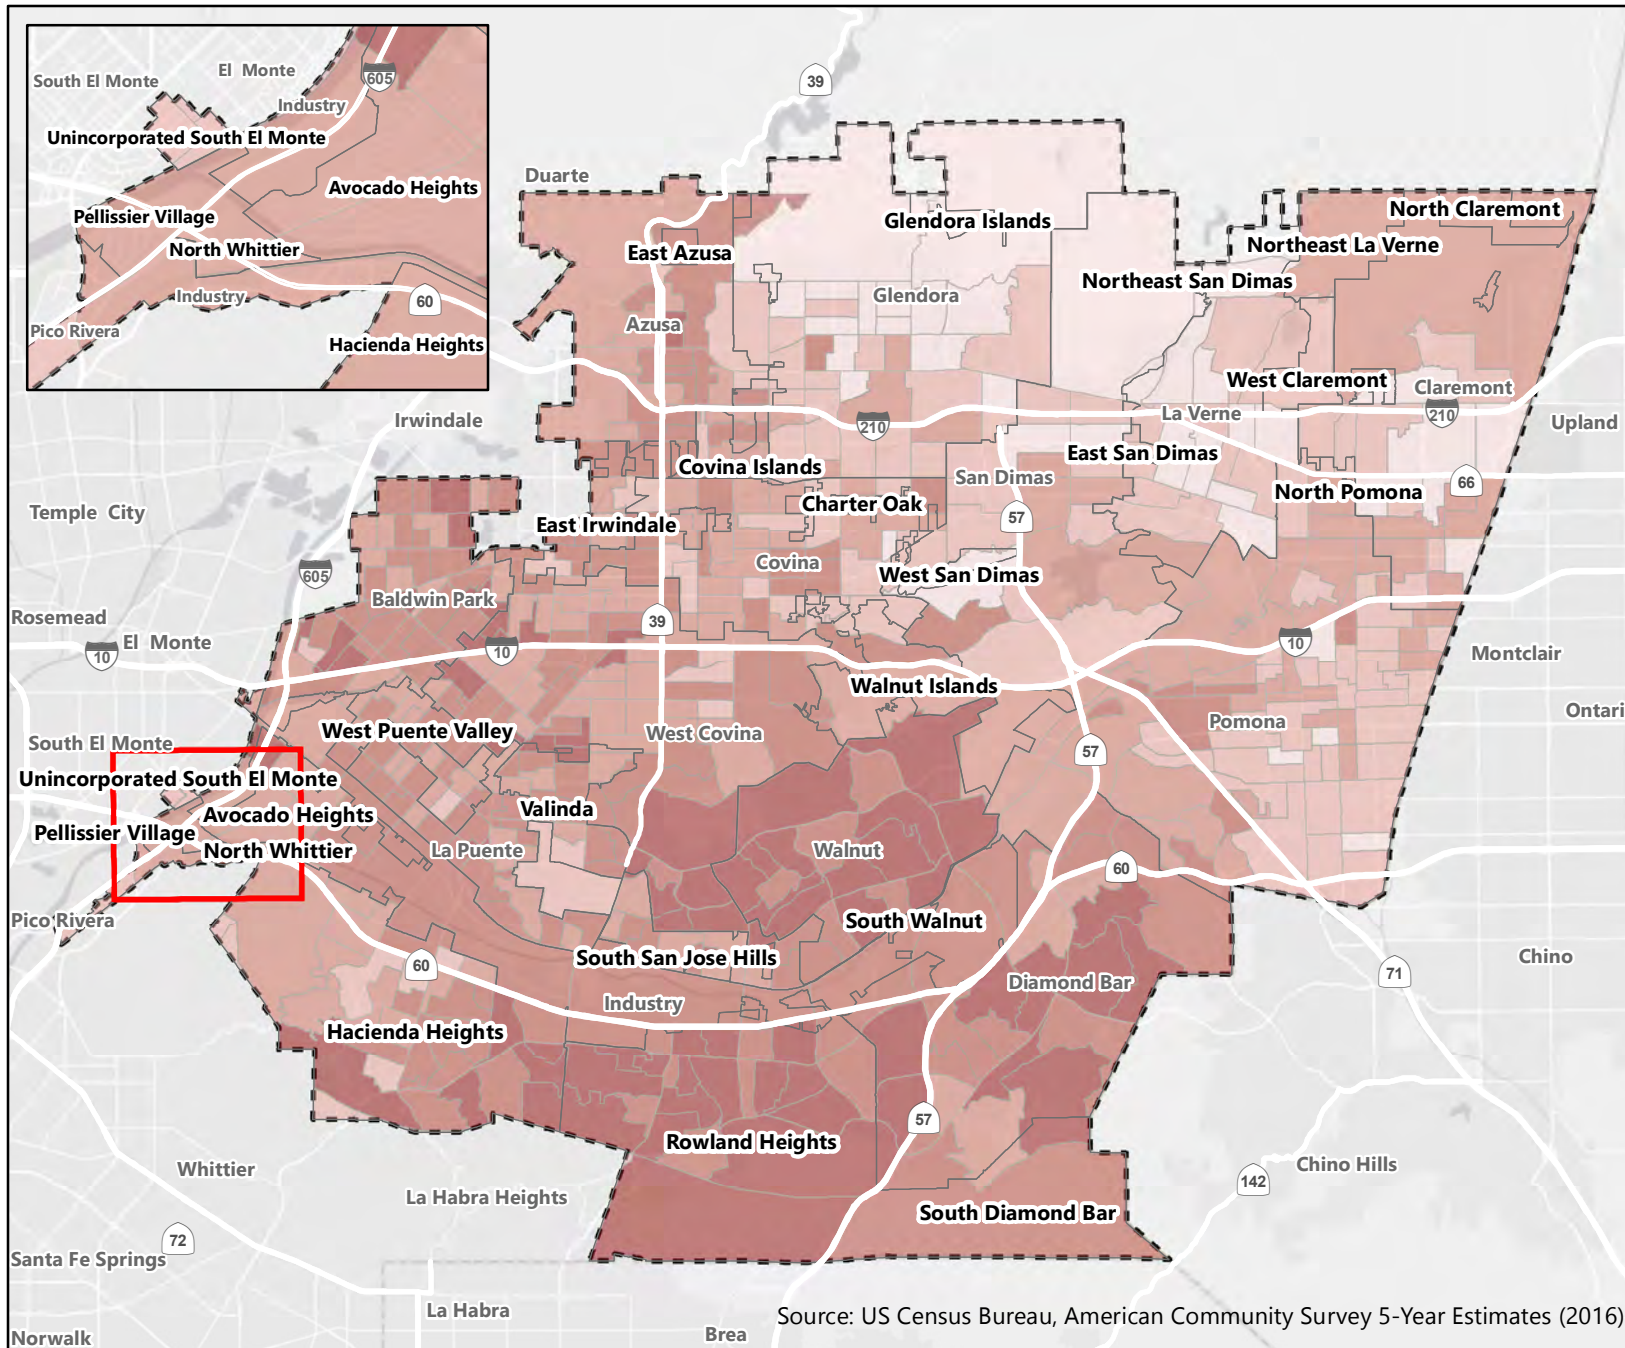 South El Monte
El Monte
605
Industry
Unincorporated South El Monte
Avocado Heights
Pellissier Village
North Whittier
Industry
60
Pico Rivera
Hacienda Heights
39
Duarte
Glendora Islands
North Claremont
East Azusa
Northeast La Verne
Northeast San Dimas
Glendora
Azusa
West Claremont
Claremont
Irwindale
210
La Verne
210
Upland
Covina Islands
East San Dimas
San Dimas
66
North Pomona
Temple City
Charter Oak
East Irwindale
57
Covina
West San Dimas
605
Baldwin Park
Rosemead
39
El Monte
10
10
10
Montclair
Walnut Islands
Ontari
West Puente Valley
West Covina
Pomona
South El Monte
57
Unincorporated South El Monte
Valinda
Avocado Heights
Pellissier Village
La Puente
North Whittier
Walnut
60
Pico Rivera
South Walnut
South San Jose Hills
60
Chino
71
Diamond Bar
Industry
Hacienda Heights
57
Rowland Heights
Whittier
Chino Hills
142
La Habra Heights
South Diamond Bar
72
Santa Fe Springs
La Habra
Source: US Census Bureau, American Community Survey 5-Year Estimates (2016)
Norwalk
Brea